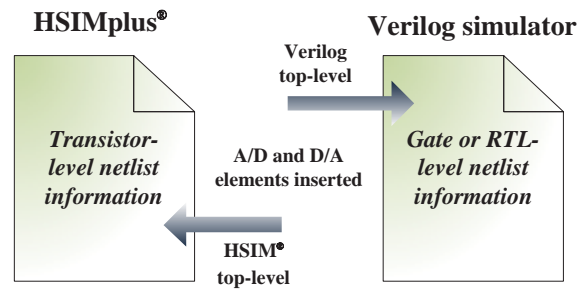 HSIMplus®
Verilog simulator
Verilog
top-level
Transistor-
level netlist
information
A/D and D/A
elements inserted
Gate or RTL-
level netlist
information
HSIM®
top-level